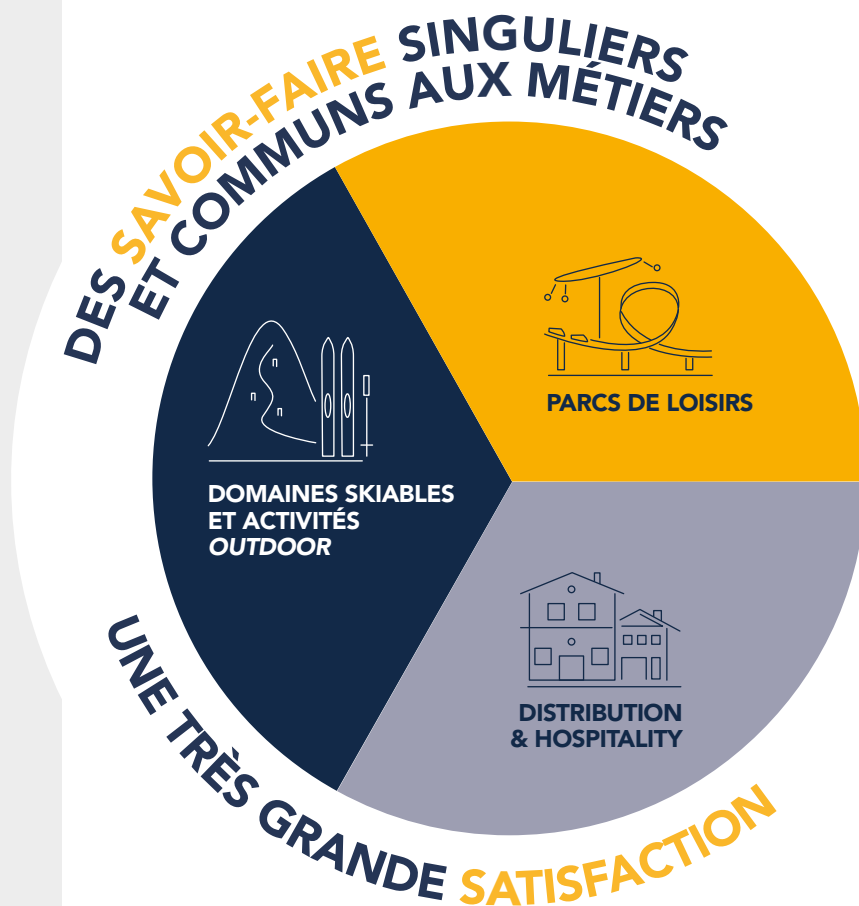 DES SAVOIR-FAIRE SINGULIERS
ET COMMUNS AUX MÉTIERS
PARCS DE LOISIRS
DOMAINES SKIABLES
ET ACTIVITÉS
OUTDOOR
DISTRIBUTION
& HOSPITALITY
UNE TRÈS GRANDE SATISFACTION